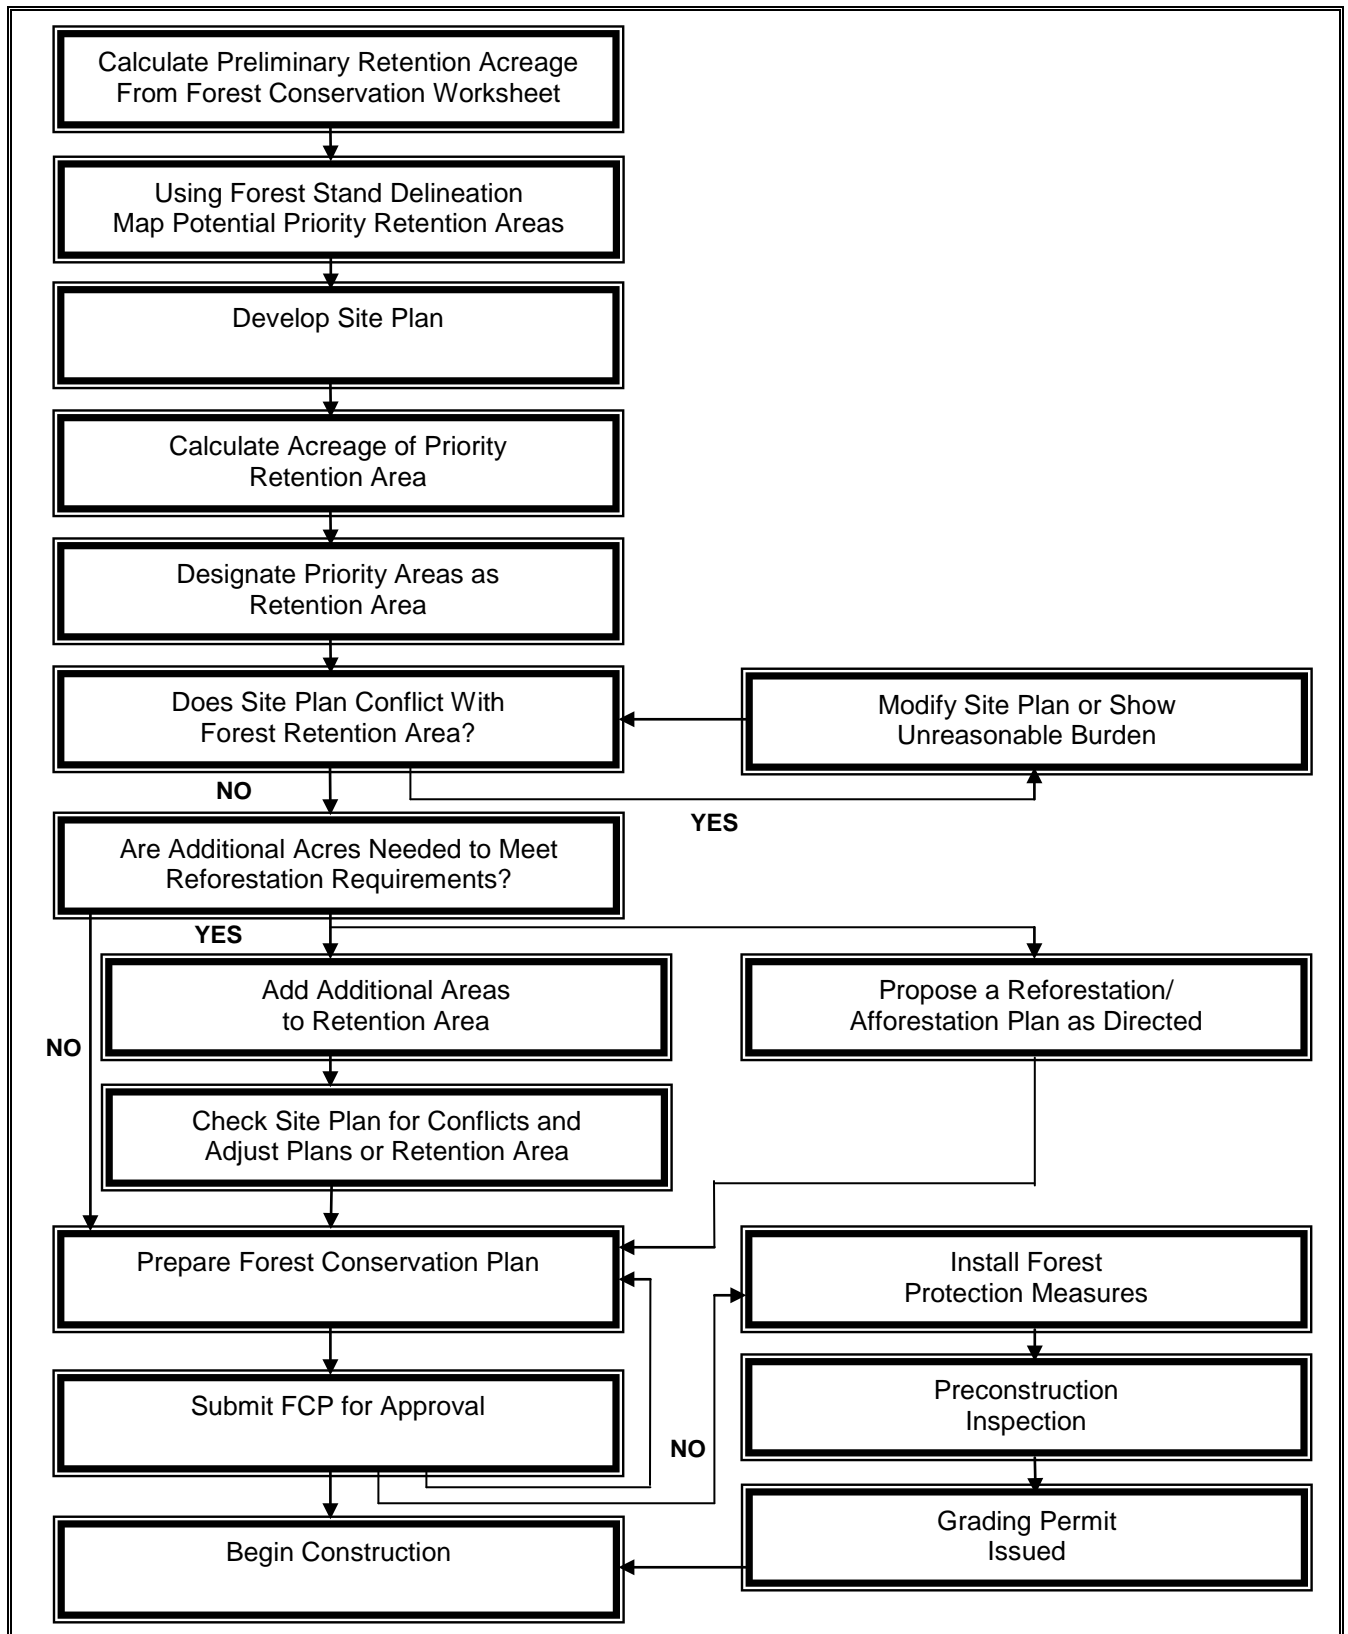 Calculate Preliminary Retention Acreage
From Forest Conservation Worksheet
Using Forest Stand Delineation
Map Potential Priority Retention Areas
Develop Site Plan
Calculate Acreage of Priority
Retention Area
Designate Priority Areas as
Retention Area
Does Site Plan Conflict With
Forest Retention Area?
Modify Site Plan or Show
Unreasonable Burden
NO
YES
Are Additional Acres Needed to Meet
Reforestation Requirements?
YES
NO
Add Additional Areas
to Retention Area
Propose a Reforestation/
Afforestation Plan as Directed
Check Site Plan for Conflicts and
Adjust Plans or Retention Area
Prepare Forest Conservation Plan
Install Forest
Protection Measures
Submit FCP for Approval
NO
Preconstruction
Inspection
Begin Construction
Grading Permit
Issued